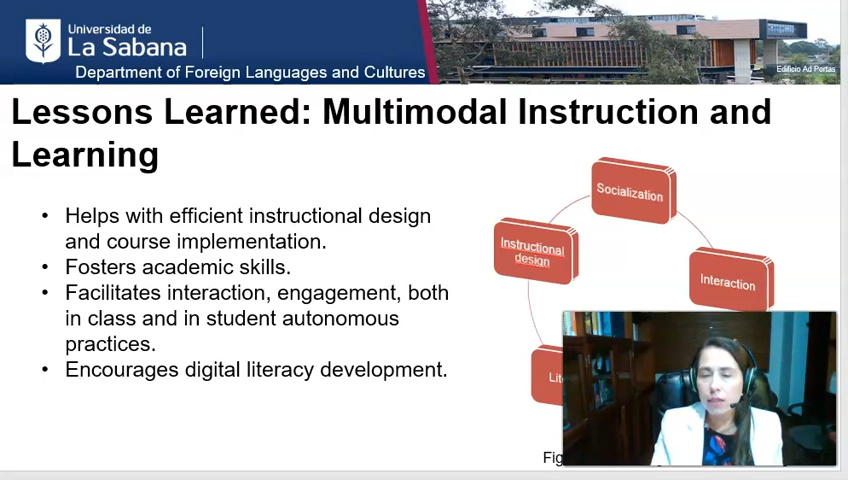 Universidad de
La Sabana
Department of Foreign Languages and Cultures
Edificio Ad Portas
Lessons Learned: Multimodal Instruction and
Learning
• Helps with efficient instructional design
and course implementation.
• Fosters academic skills.
• Facilitates interaction, engagement, both
in class and in student autonomous
practices.
• Encourages digital literacy development.
Socialization
Instructional
design
Interaction